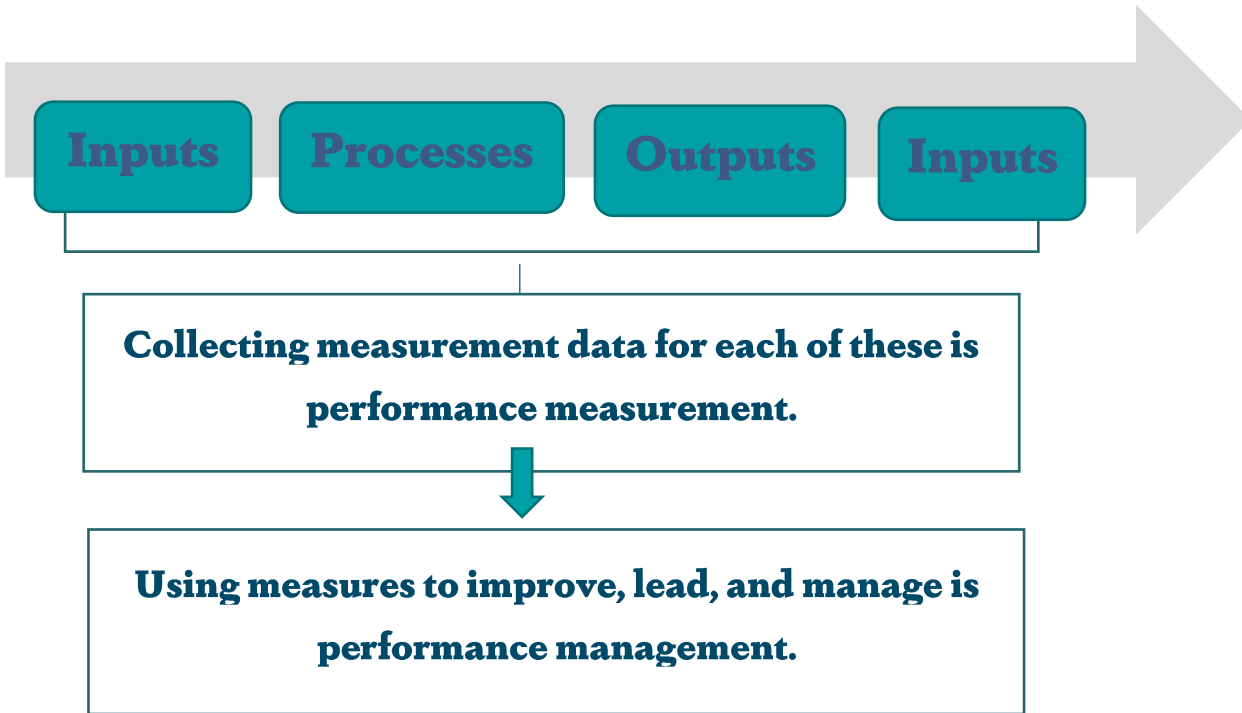 Inputs Processes Outputs Inputs
Collecting measurement data for each of these is
performance measurement.
Using measures to improve, lead, and manage is
performance management.